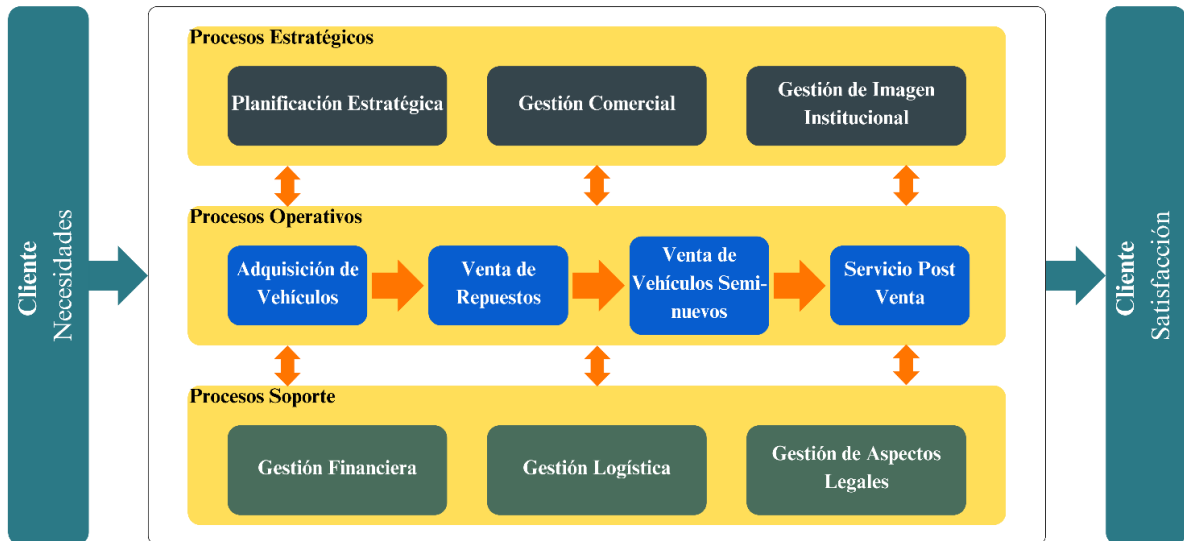 Cliente
Necesidades
Procesos Estratégicos
Planificación Estratégica
Gestión Comercial
Gestión de Imagen
Institucional
Procesos Operativos
Adquisición de
Vehículos
Venta de
Repuestos
Venta de
Vehículos Semi-
nuevos
Servicio Post
Venta
Procesos Soporte
Gestión Financiera
Gestión Logística
Gestión de Aspectos
Legales
Cliente
Satisfacción